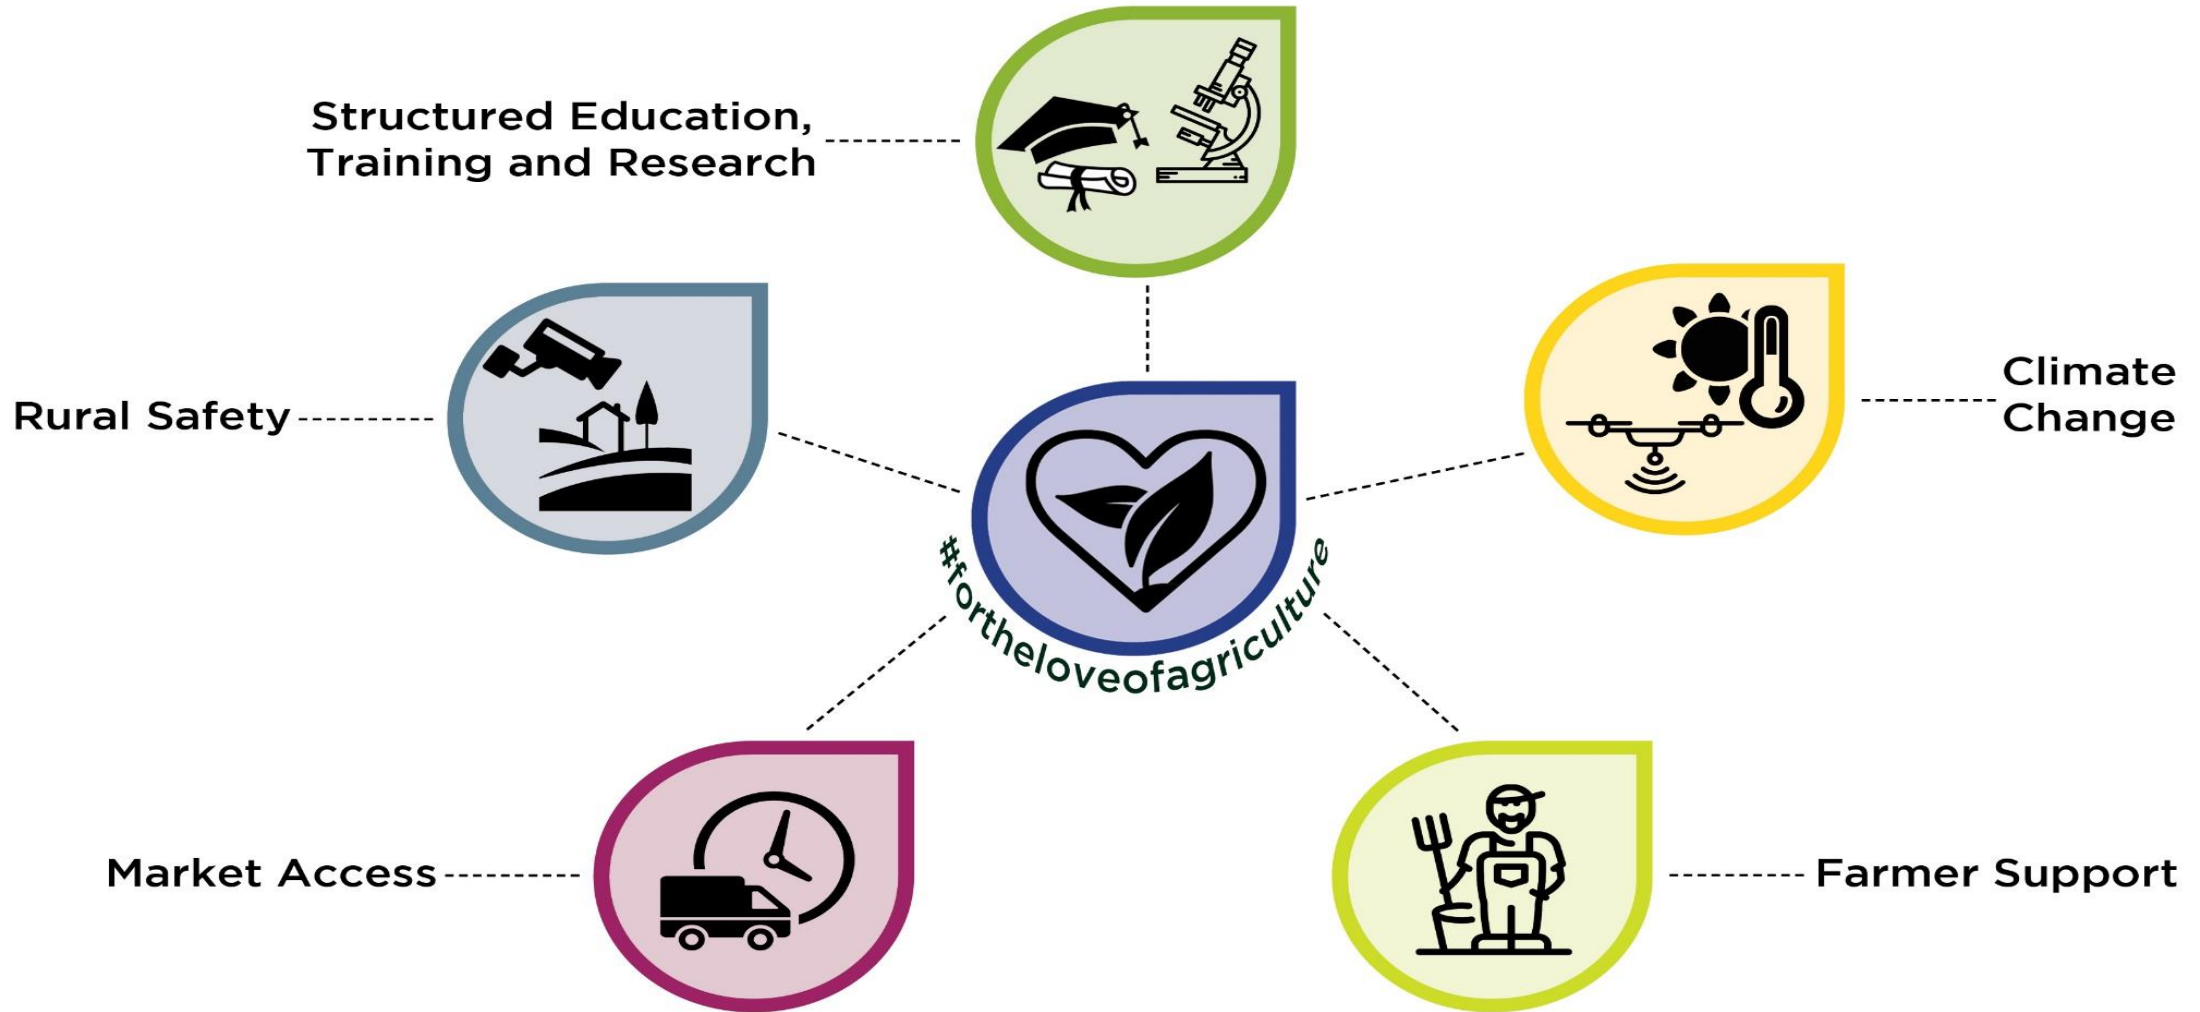 Structured Education,
Training and Research
Rural Safety
Climate
Change
#fortheloveofagriculture
Market Access
Farmer Support